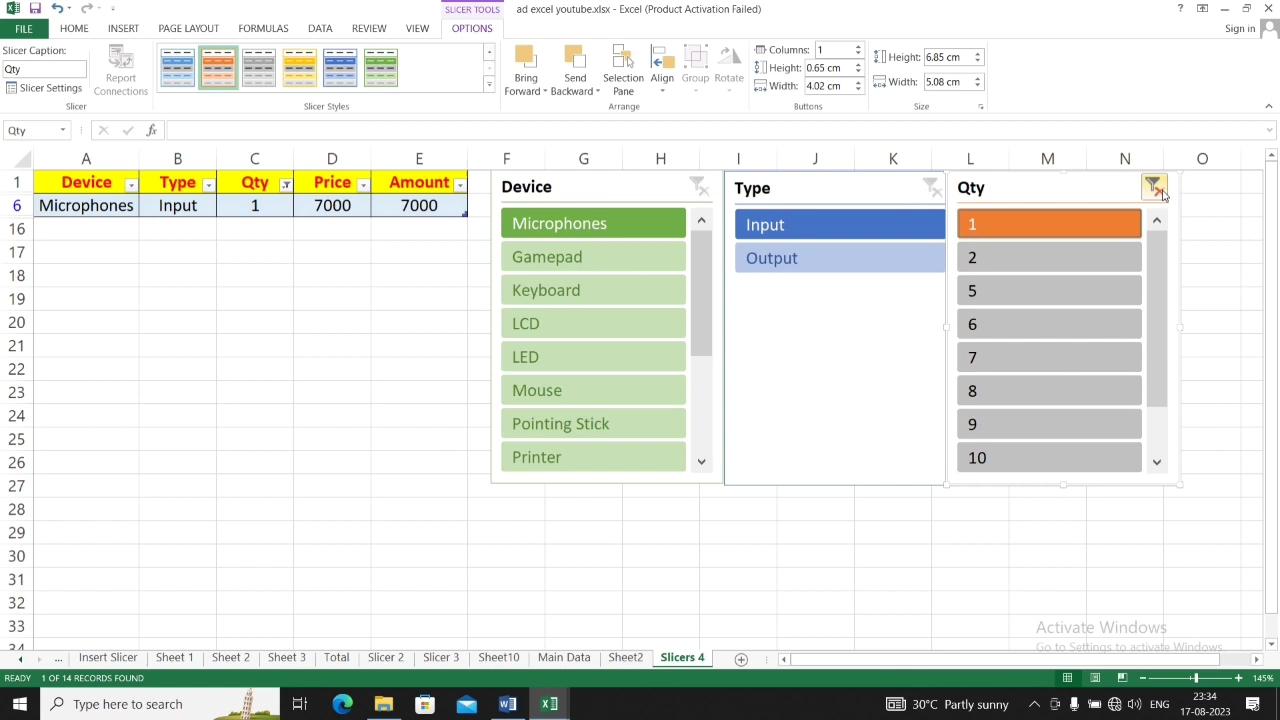 SLICER TOOLS
ad excel youtube.xlsx - Excel (Product Activation Failed)
FILE HOME INSERT PAGE LAYOUT FORMULAS DATA REVIEW VIEW OPTIONS Sign in
Slicer Caption:
Qty
Slicer Settings
Report Connections
Slicer
Slicer Styles
Bring Forward
Send Backward
Selection Pane
Align
Group
Rotate
Arrange
Columns: 1
Height: 0.65 cm
Width: 4.02 cm
Buttons
Height: 6.85 cm
Width: 5.08 cm
Size
Qty fx
A B C D E F G H I J K L M N O
1 Device Type Qty Price Amount
6 Microphones Input 1 7000 7000
16
17
18
19
20
21
22
23
24
25
26
27
28
29
30
31
32
33
34
Device
Microphones
Gamepad
Keyboard
LCD
LED
Mouse
Pointing Stick
Printer
Type
Input
Output
Qty
1
2
5
6
7
8
9
10
Activate Windows
Go to Settings to activate Windows.
... Insert Slicer Sheet 1 Sheet 2 Sheet 3 Total Slicer 2 Slicer 3 Sheet10 Main Data Sheet2 Slicers 4
READY 1 OF 14 RECORDS FOUND 145%
Type here to search
30°C Partly sunny
ENG
23:34
17-08-2023